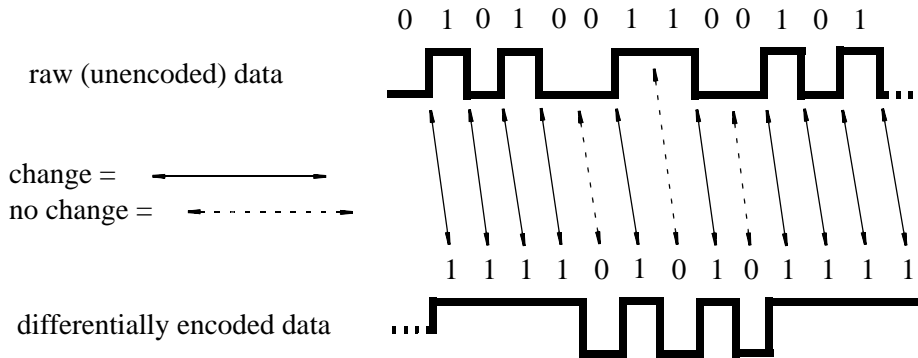 0 1 0 1 0 0 1 1 0 0 1 0 1
raw (unencoded) data
change =
no change =
1 1 1 1 0 1 0 1 0 1 1 1 1
differentially encoded data